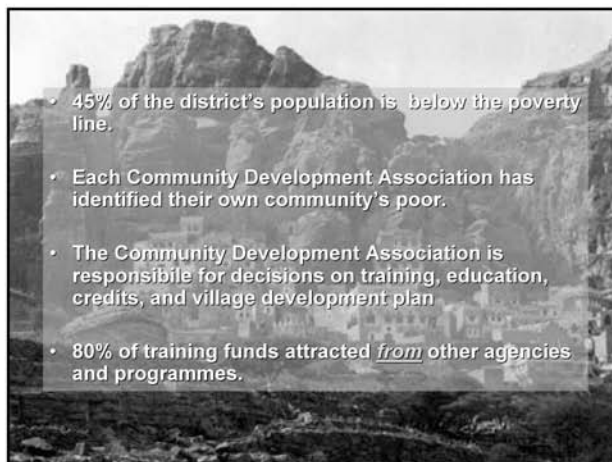 • 45% of the district's population is below the poverty
line.
• Each Community Development Association has
identified their own community's poor.
• The Community Development Association is
responsibile for decisions on training, education,
credits, and village development plan
• 80% of training funds attracted from other agencies
and programmes.